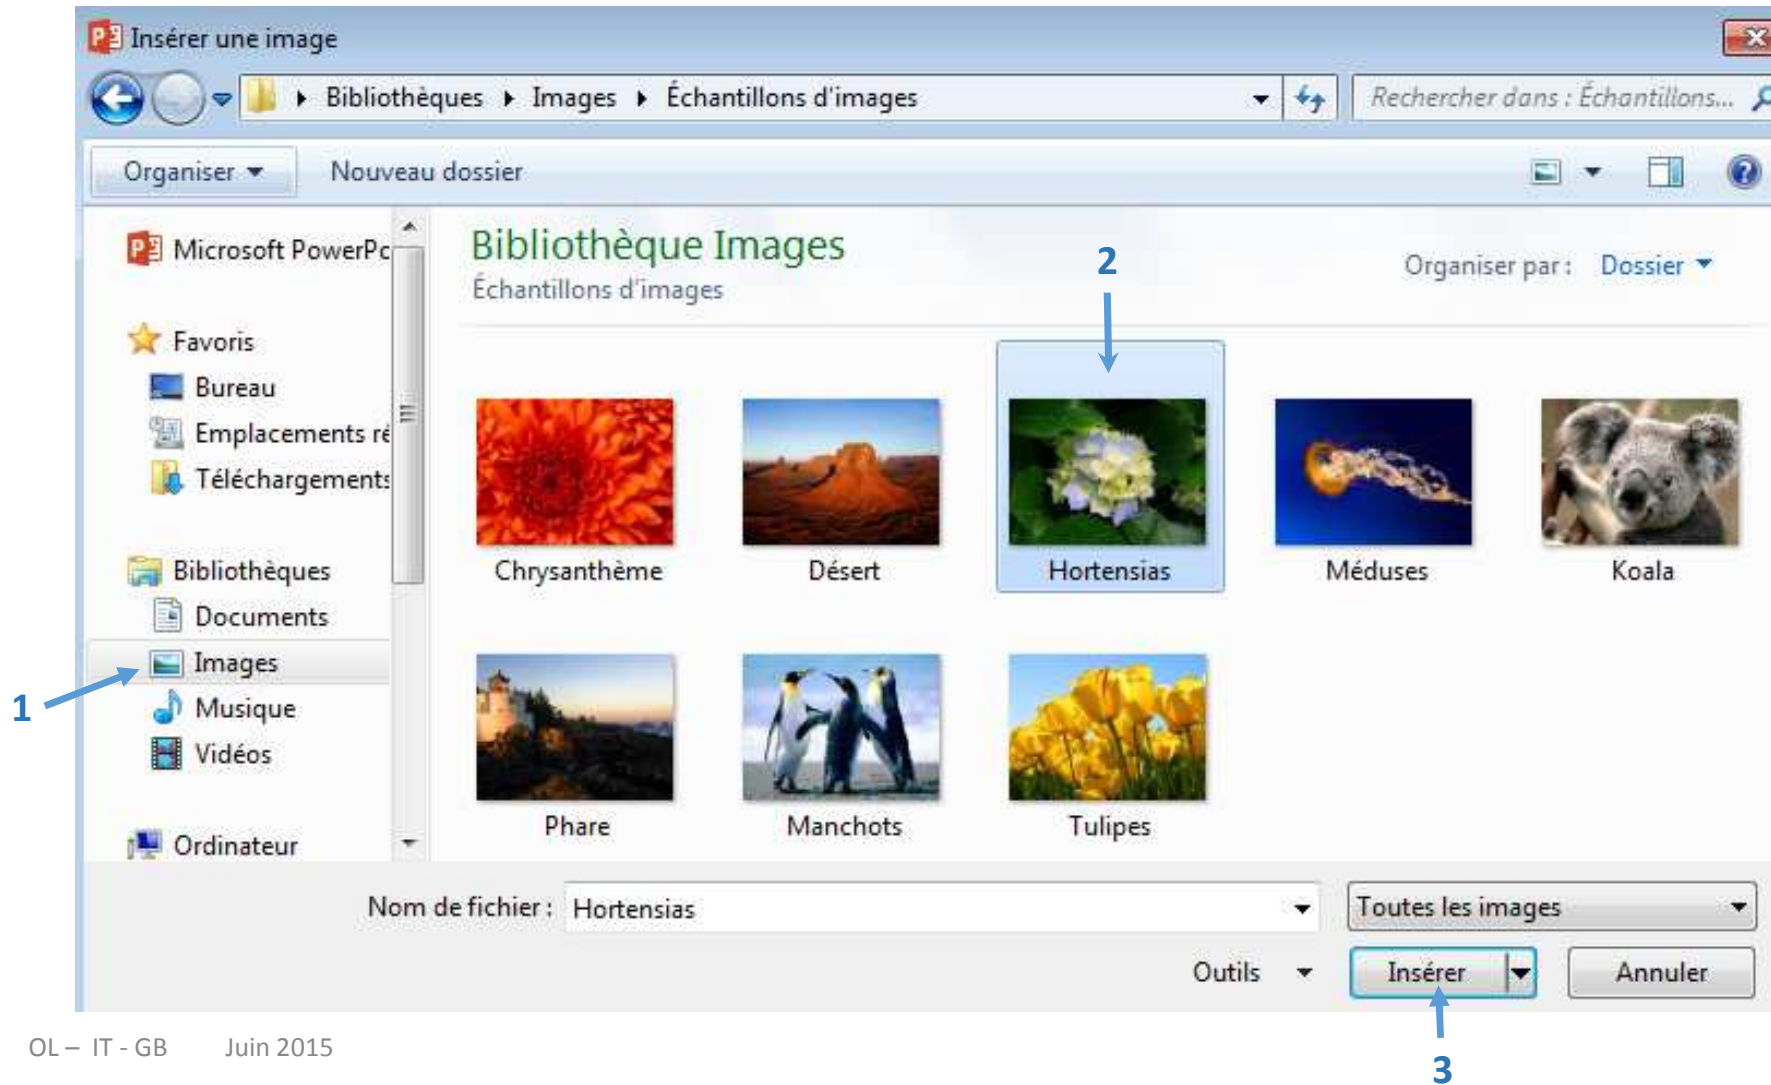 Insérer une image
Bibliothèques Images Échantillons d'images Rechercher dans : Échantillons...
Organiser Nouveau dossier
Microsoft PowerPo
Favoris
Bureau
Emplacements ré
Téléchargements
Bibliothèques
Documents
Images
Musique
Vidéos
Ordinateur
1
Bibliothèque Images
Échantillons d'images
2
Organiser par : Dossier
Chrysanthème Désert Hortensias Méduses Koala
Phare Manchots Tulipes
Nom de fichier : Hortensias Toutes les images
Outils Insérer Annuler
OL – IT - GB Juin 2015
3